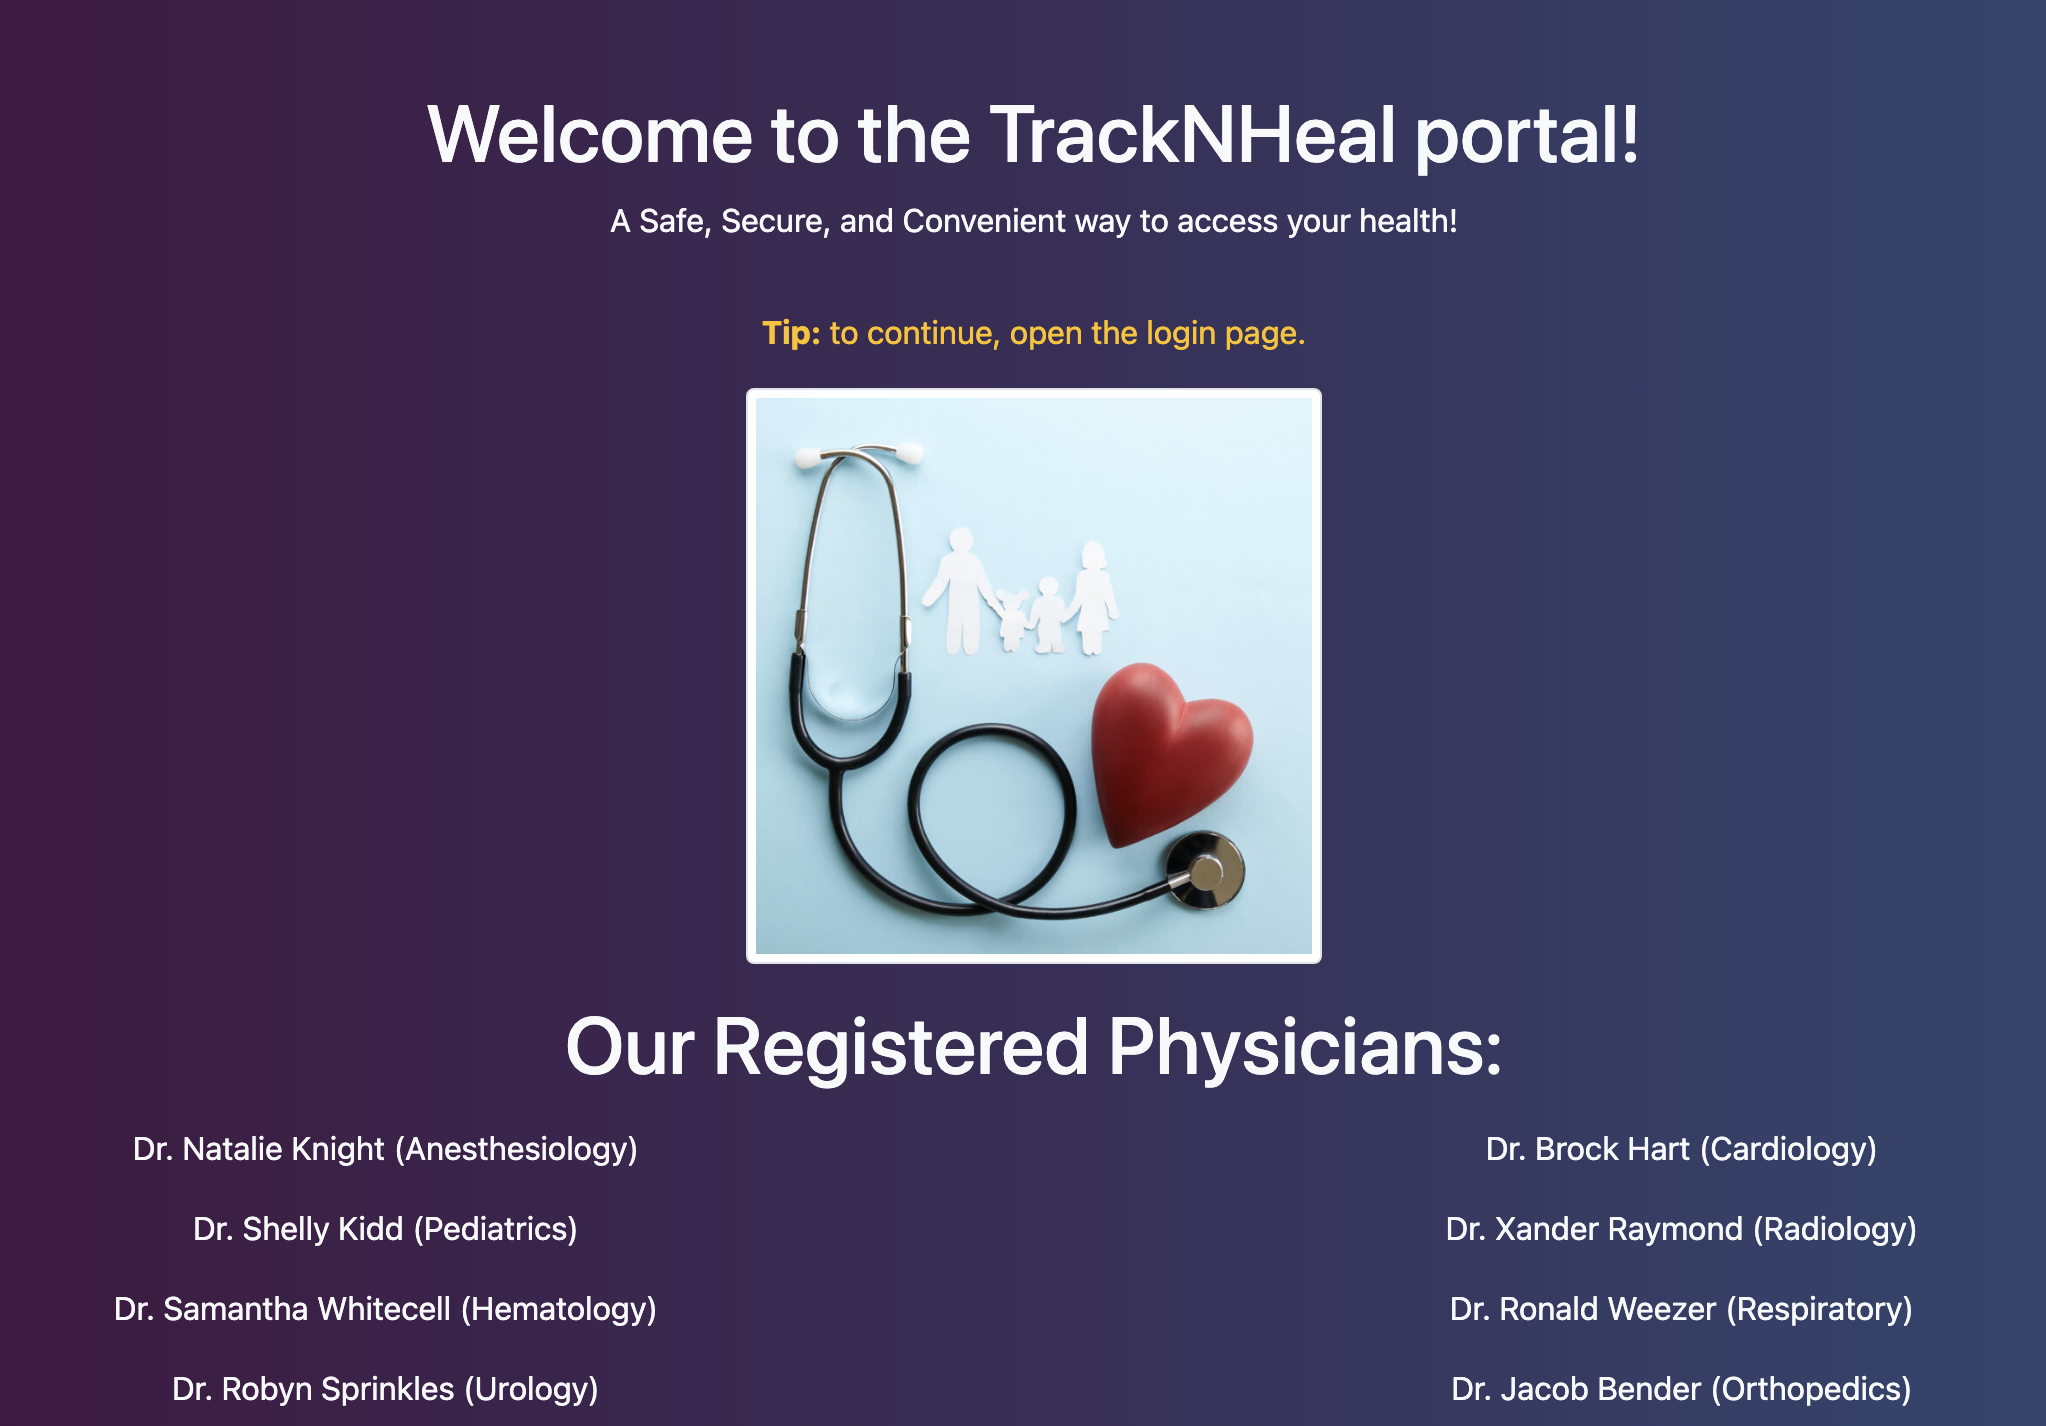 Welcome to the TrackNHeal portal!
A Safe, Secure, and Convenient way to access your health!
Tip: to continue, open the login page.
Our Registered Physicians:
Dr. Natalie Knight (Anesthesiology)
Dr. Brock Hart (Cardiology)
Dr. Shelly Kidd (Pediatrics)
Dr. Xander Raymond (Radiology)
Dr. Samantha Whitecell (Hematology)
Dr. Ronald Weezer (Respiratory)
Dr. Robyn Sprinkles (Urology)
Dr. Jacob Bender (Orthopedics)